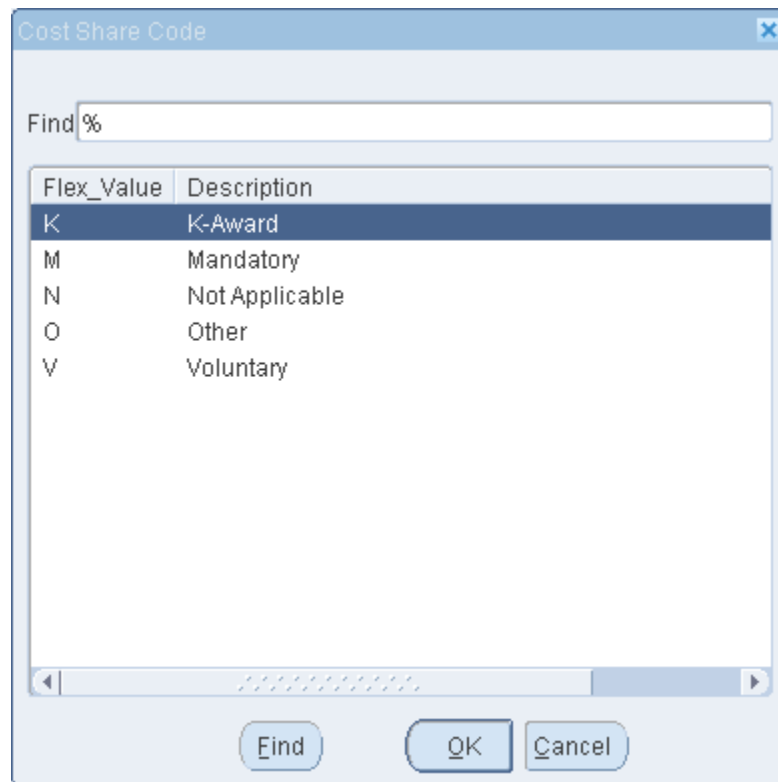 Cost Share Code
Find %
Flex_Value Description
K K-Award
M Mandatory
N Not Applicable
O Other
V Voluntary
Find OK Cancel